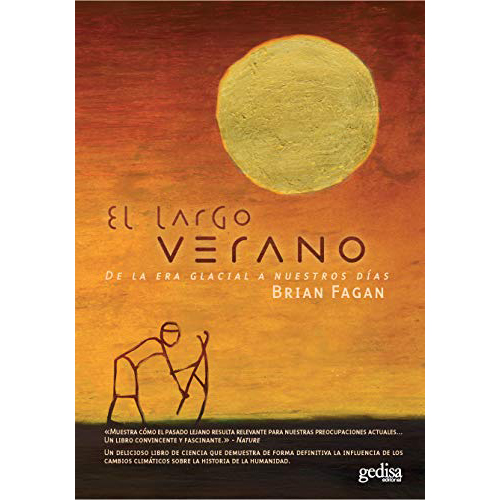 El largo
verano
De la era glacial a nuestros días
Brian Fagan
«Muestra cómo el pasado lejano resulta relevante para nuestras preocupaciones actuales...
Un libro convincente y fascinante.» - Nature
Un delicioso libro de ciencia que demuestra de forma definitiva la influencia de los
cambios climáticos sobre la historia de la humanidad.
gedisa
editorial